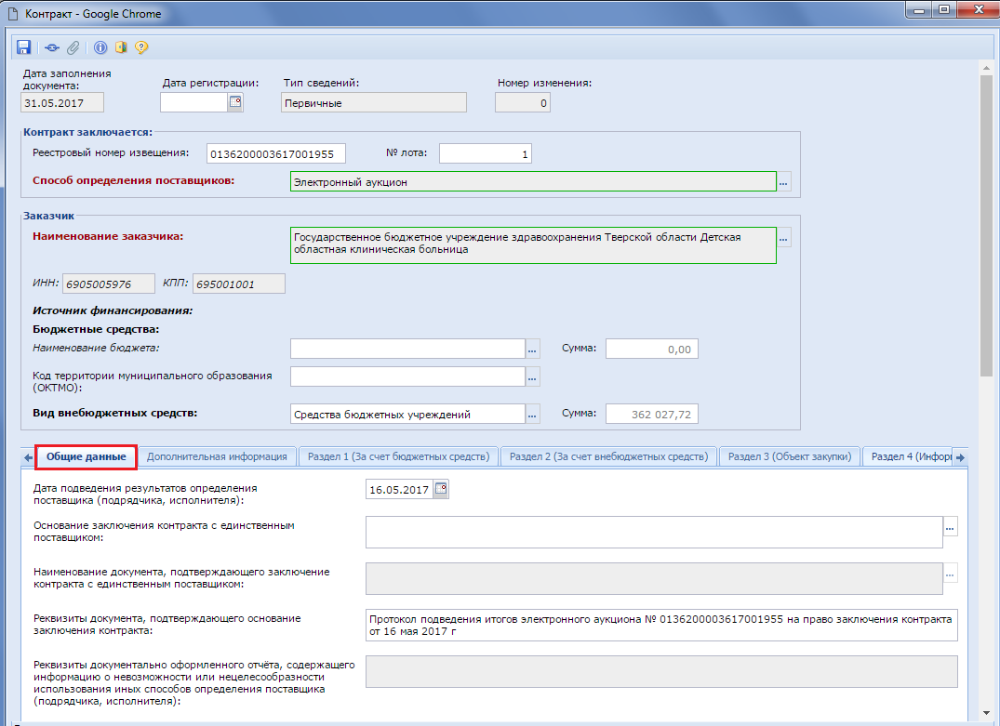 Контракт - Google Chrome
Дата заполнения
документа:
Дата регистрации:
Тип сведений:
Номер изменения:
31.05.2017
Первичные
0
Контракт заключается:
Реестровый номер извещения:
0136200003617001955
№ лота:
1
Способ определения поставщиков:
Электронный аукцион
...
Заказчик
Наименование заказчика:
Государственное бюджетное учреждение здравоохранения Тверской области Детская
областная клиническая больница
...
ИНН:
6905005976
КПП:
695001001
Источник финансирования:
Бюджетные средства:
Наименование бюджета:
...
Сумма:
0,00
Код территории муниципального образования
(ОКТМО):
...
Вид внебюджетных средств:
Средства бюджетных учреждений
...
Сумма:
362 027,72
Общие данные
Дополнительная информация
Раздел 1 (За счет бюджетных средств)
Раздел 2 (За счет внебюджетных средств)
Раздел 3 (Объект закупки)
Раздел 4 (Инфор
Дата подведения результатов определения
поставщика (подрядчика, исполнителя):
16.05.2017
Основание заключения контракта с единственным
поставщиком:
...
Наименование документа, подтверждающего заключение
контракта с единственным поставщиком:
...
Реквизиты документа, подтверждающего основание
заключения контракта:
Протокол подведения итогов электронного аукциона № 0136200003617001955 на право заключения контракта
от 16 мая 2017 г
Реквизиты документально оформленного отчёта, содержащего
информацию о невозможности или нецелесообразности
использования иных способов определения поставщика
(подрядчика, исполнителя):